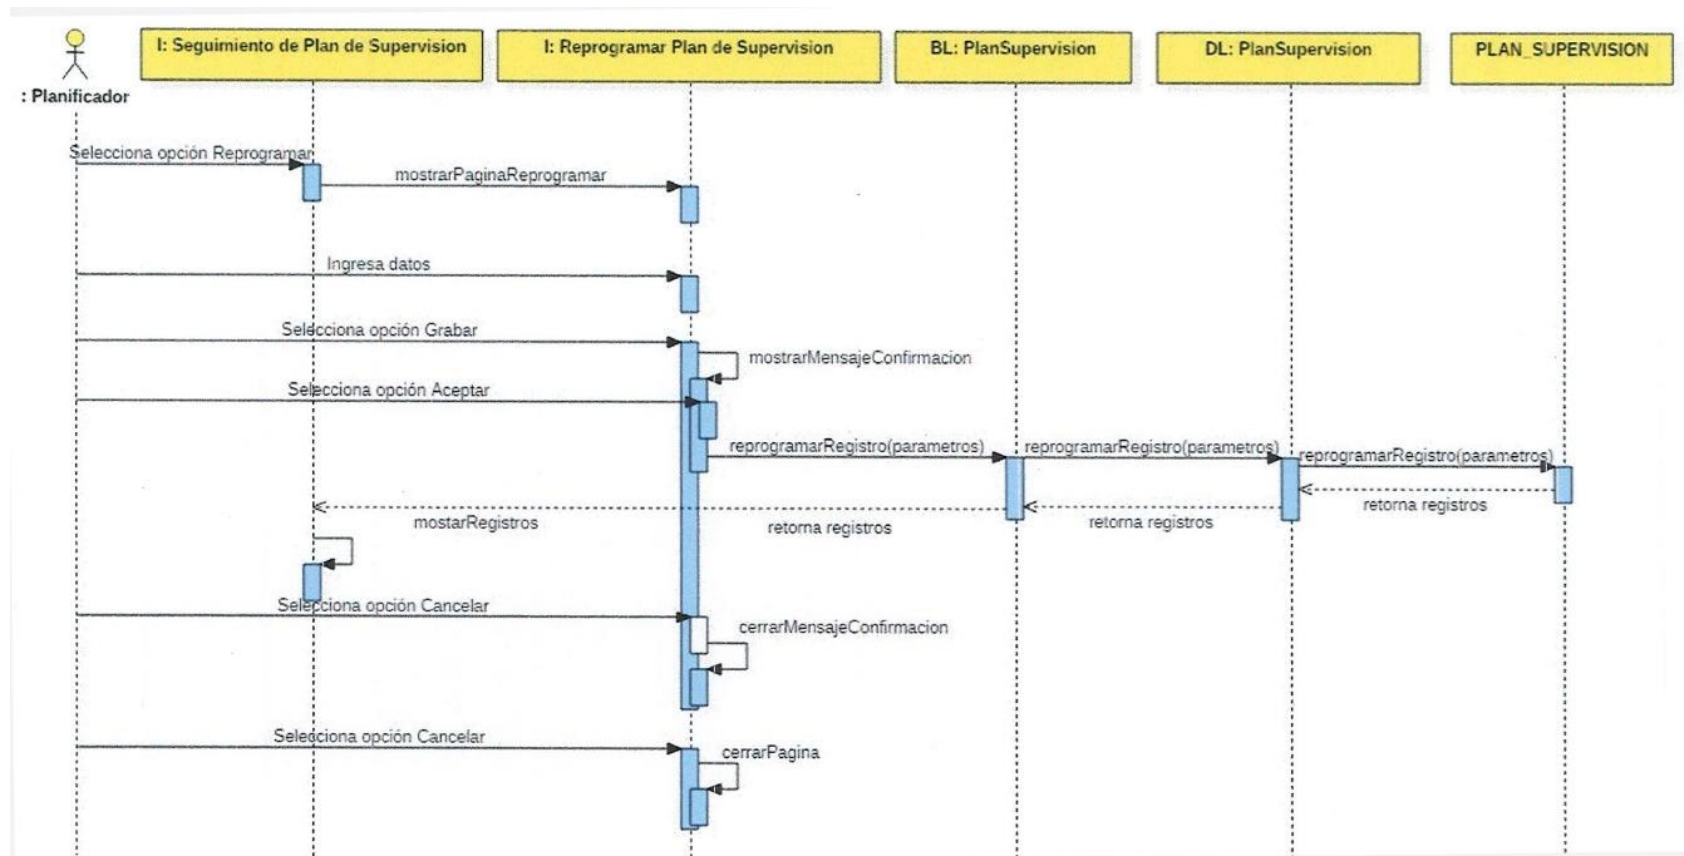 I: Seguimiento de Plan de Supervision
I: Reprogramar Plan de Supervision
BL: PlanSupervision
DL: PlanSupervision
PLAN_SUPERVISION
: Planificador
Selecciona opción Reprogramar
mostrarPaginaReprogramar
Ingresa datos
Selecciona opción Grabar
mostrarMensajeConfirmacion
Selecciona opción Aceptar
reprogramarRegistro(parametros)
reprogramarRegistro(parametros)
reprogramarRegistro(parametros)
retorna registros
retorna registros
retorna registros
mostarRegistros
Selecciona opción Cancelar
cerrarMensajeConfirmacion
Selecciona opción Cancelar
cerrarPagina